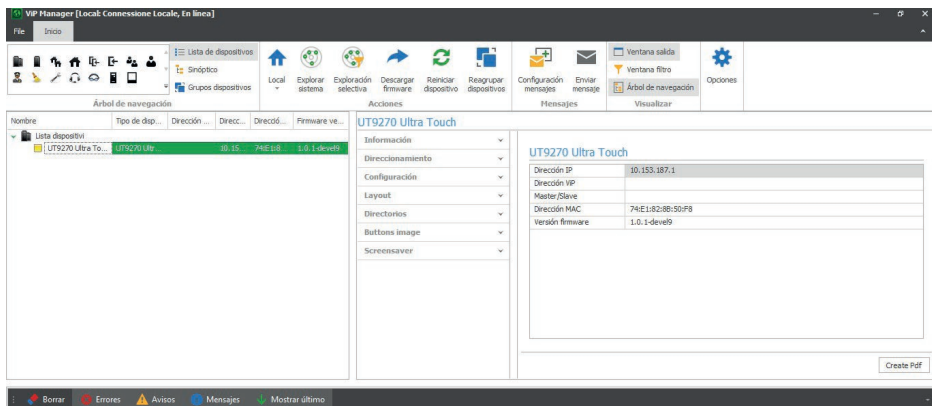 ViP Manager [Local: Connessione Locale, En línea]
File Inicio
Lista de dispositivos
Sinóptico
Grupos dispositivos
Local
Explorar sistema
Exploración selectiva
Descargar firmware
Reiniciar dispositivo
Reagrupar dispositivos
Configuración mensajes
Enviar mensaje
Ventana salida
Ventana filtro
Árbol de navegación
Opciones
Árbol de navegación Acciones Mensajes Visualizar
Nombre Tipo de disp... Dirección ... Direcc... Direcció... Firmware ve...
Lista dispositivi
UT9270 Ultra To... UT9270 Ultr... 10.15... 74:E1:8... 1.0.1-devel9
UT9270 Ultra Touch
Información
Direccionamiento
Configuración
Layout
Directorios
Buttons image
Screensaver
UT9270 Ultra Touch
Dirección IP 10.153.187.1
Dirección ViP
Master/Slave
Dirección MAC 74:E1:82:8B:50:F8
Versión firmware 1.0.1-devel9
Create Pdf
Borrar Errores Avisos Mensajes Mostrar último